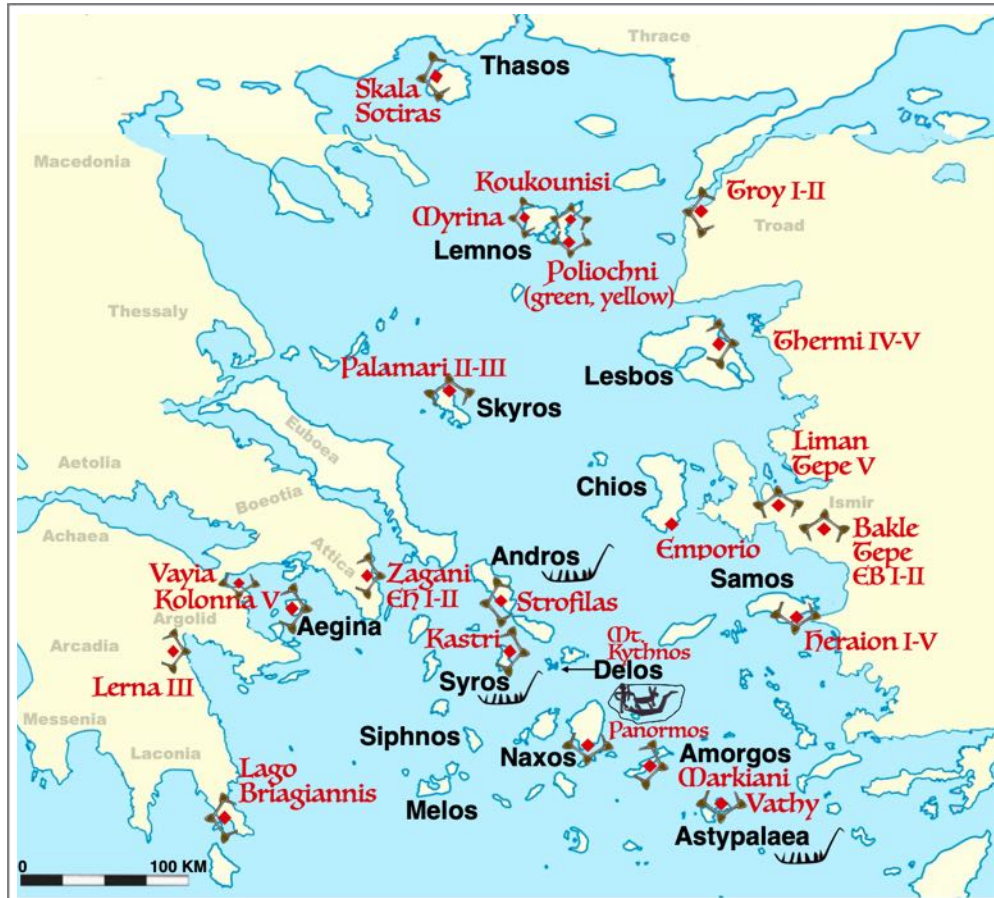 Thrace
Thasos
Skala
Sotiras
Macedonia
Koukounisi
Myrina
Lemnos
Troy I-II
Troad
Poliochni
(green, yellow)
Thessaly
Thermi IV-V
Palamari II-III
Lesbos
Skyros
Euboea
Liman
Tepe V
Aetolia
Chios
Ismir
Boeotia
Achaea
Bakle
Tepe
EB I-II
Emporio
Andros
Attica
Vayia
Zagani
EH I-II
Samos
Kolonna V
Strofilas
Argolid
Aegina
Heraion I-V
Kastri
Mt.
Kythnos
Arcadia
Delos
Lerna III
Syros
Messenia
Siphnos
Panormos
Naxos
Amorgos
Laconia
Lago
Briagiannis
Markiani
Melos
Vathy
Astypalaea
0 100 KM